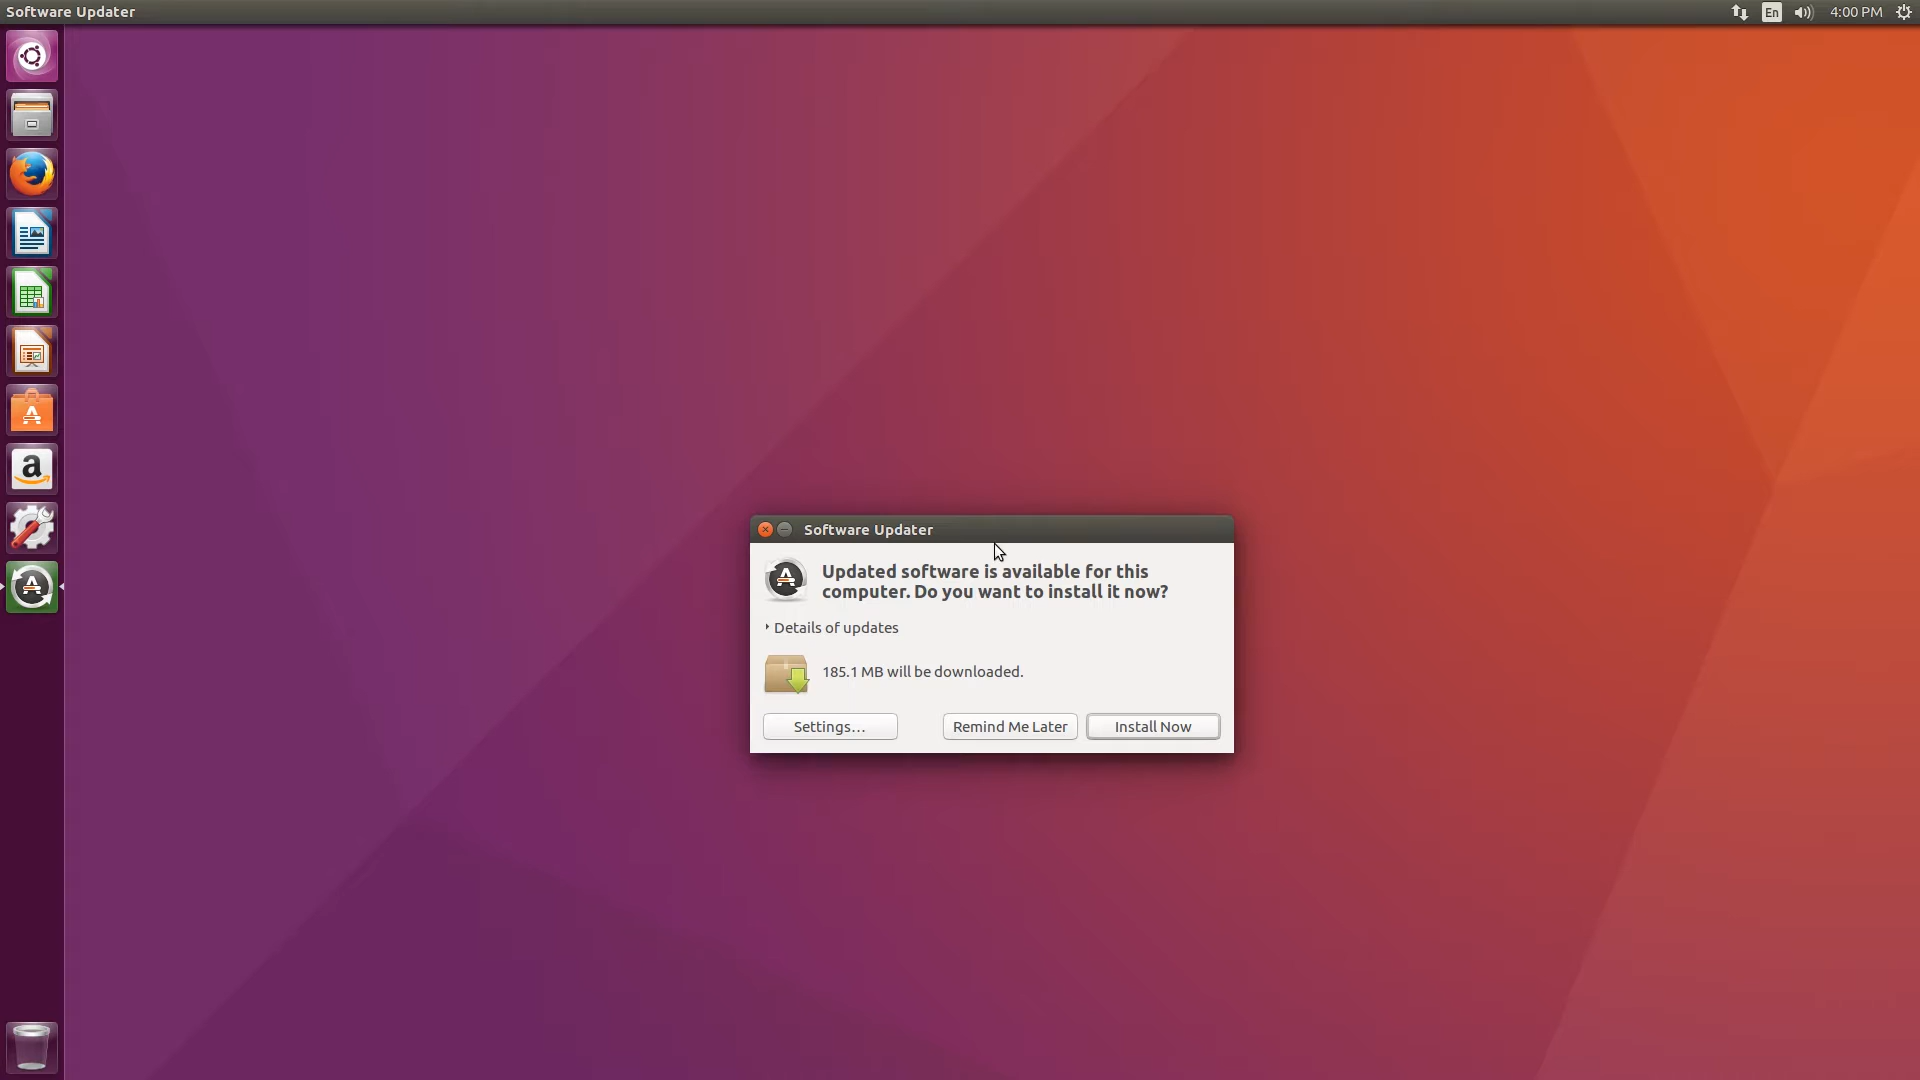 Software Updater
En
4:00 PM
Software Updater
Updated software is available for this
computer. Do you want to install it now?
Details of updates
185.1 MB will be downloaded.
Settings...
Remind Me Later
Install Now